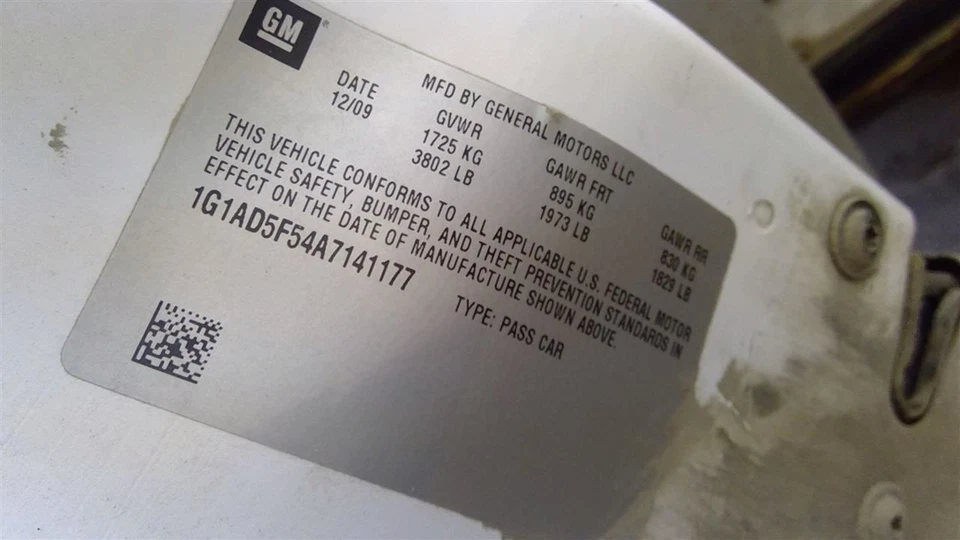 GM
MFD BY GENERAL MOTORS LLC
DATE GVWR GAWR FRT GAWR RR
12/09 1725 KG 895 KG 830 KG
3802 LB 1973 LB 1829 LB
THIS VEHICLE CONFORMS TO ALL APPLICABLE U.S. FEDERAL MOTOR
VEHICLE SAFETY, BUMPER, AND THEFT PREVENTION STANDARDS IN
EFFECT ON THE DATE OF MANUFACTURE SHOWN ABOVE.
1G1AD5F54A7141177 TYPE: PASS CAR